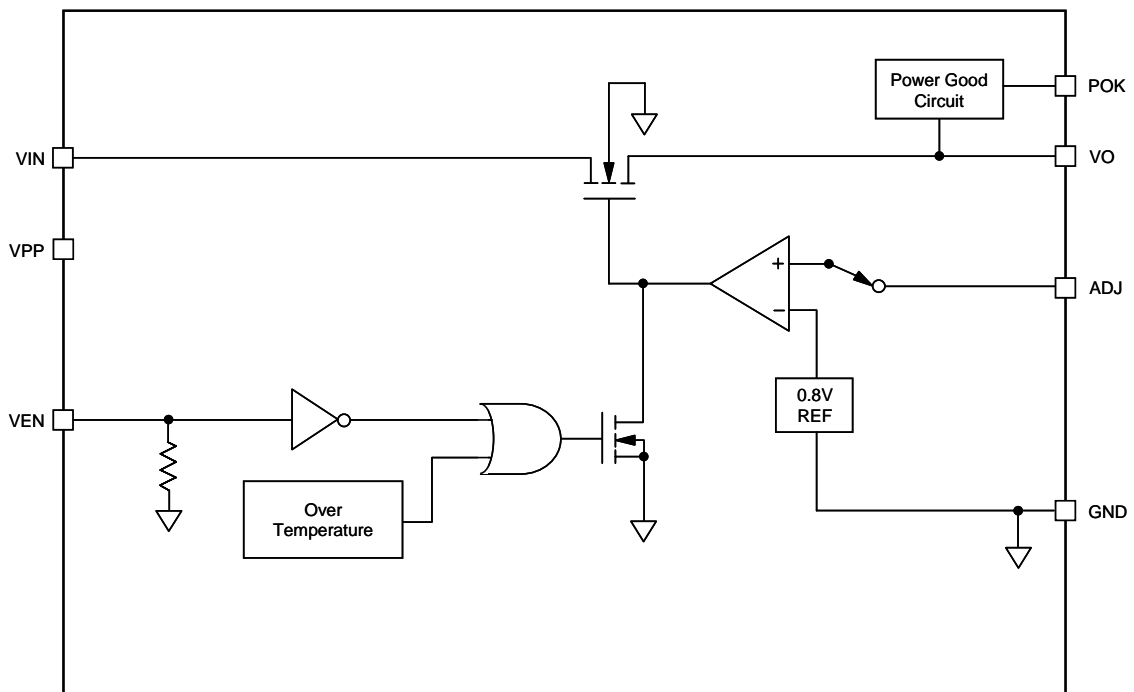 Power Good
Circuit
POK
VIN
VO
VPP
+
ADJ
−
0.8V
REF
VEN
Over
Temperature
GND